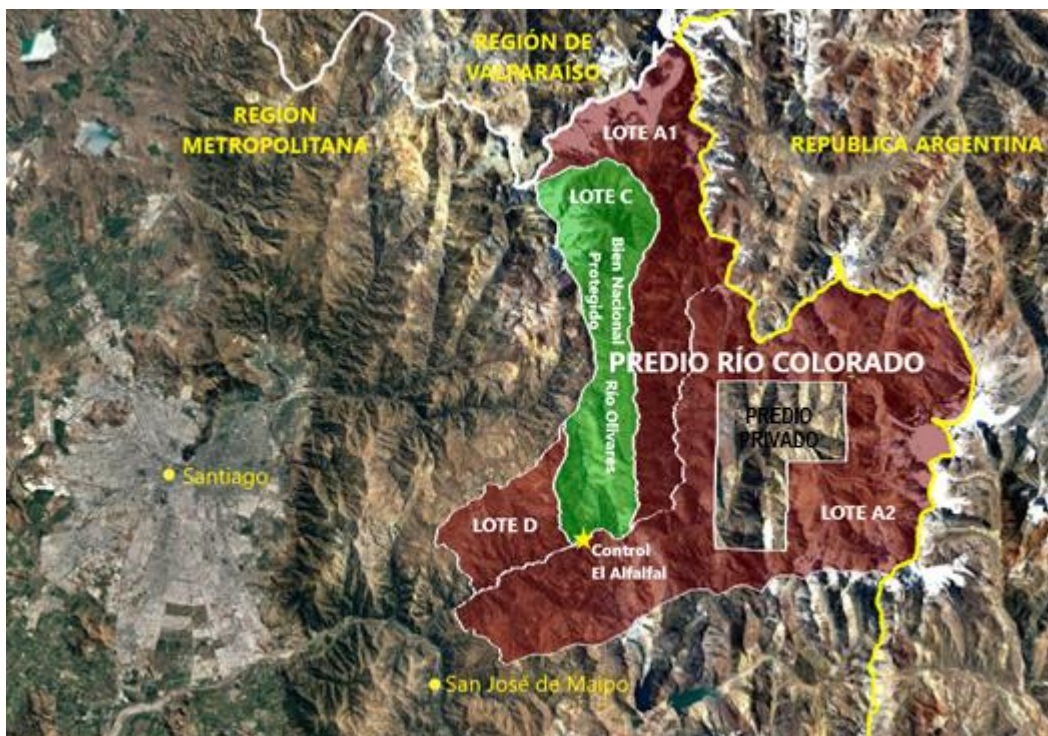 REGIÓN DE
VALPARAÍSO
REGIÓN
METROPOLITANA
LOTE A1
REPÚBLICA ARGENTINA
LOTE C
Bien Nacional
Protegido
Río Olivares
PREDIO RÍO COLORADO
PREDIO
PRIVADO
Santiago
LOTE D
LOTE A2
Control
El Alfalfal
San José de Maipo